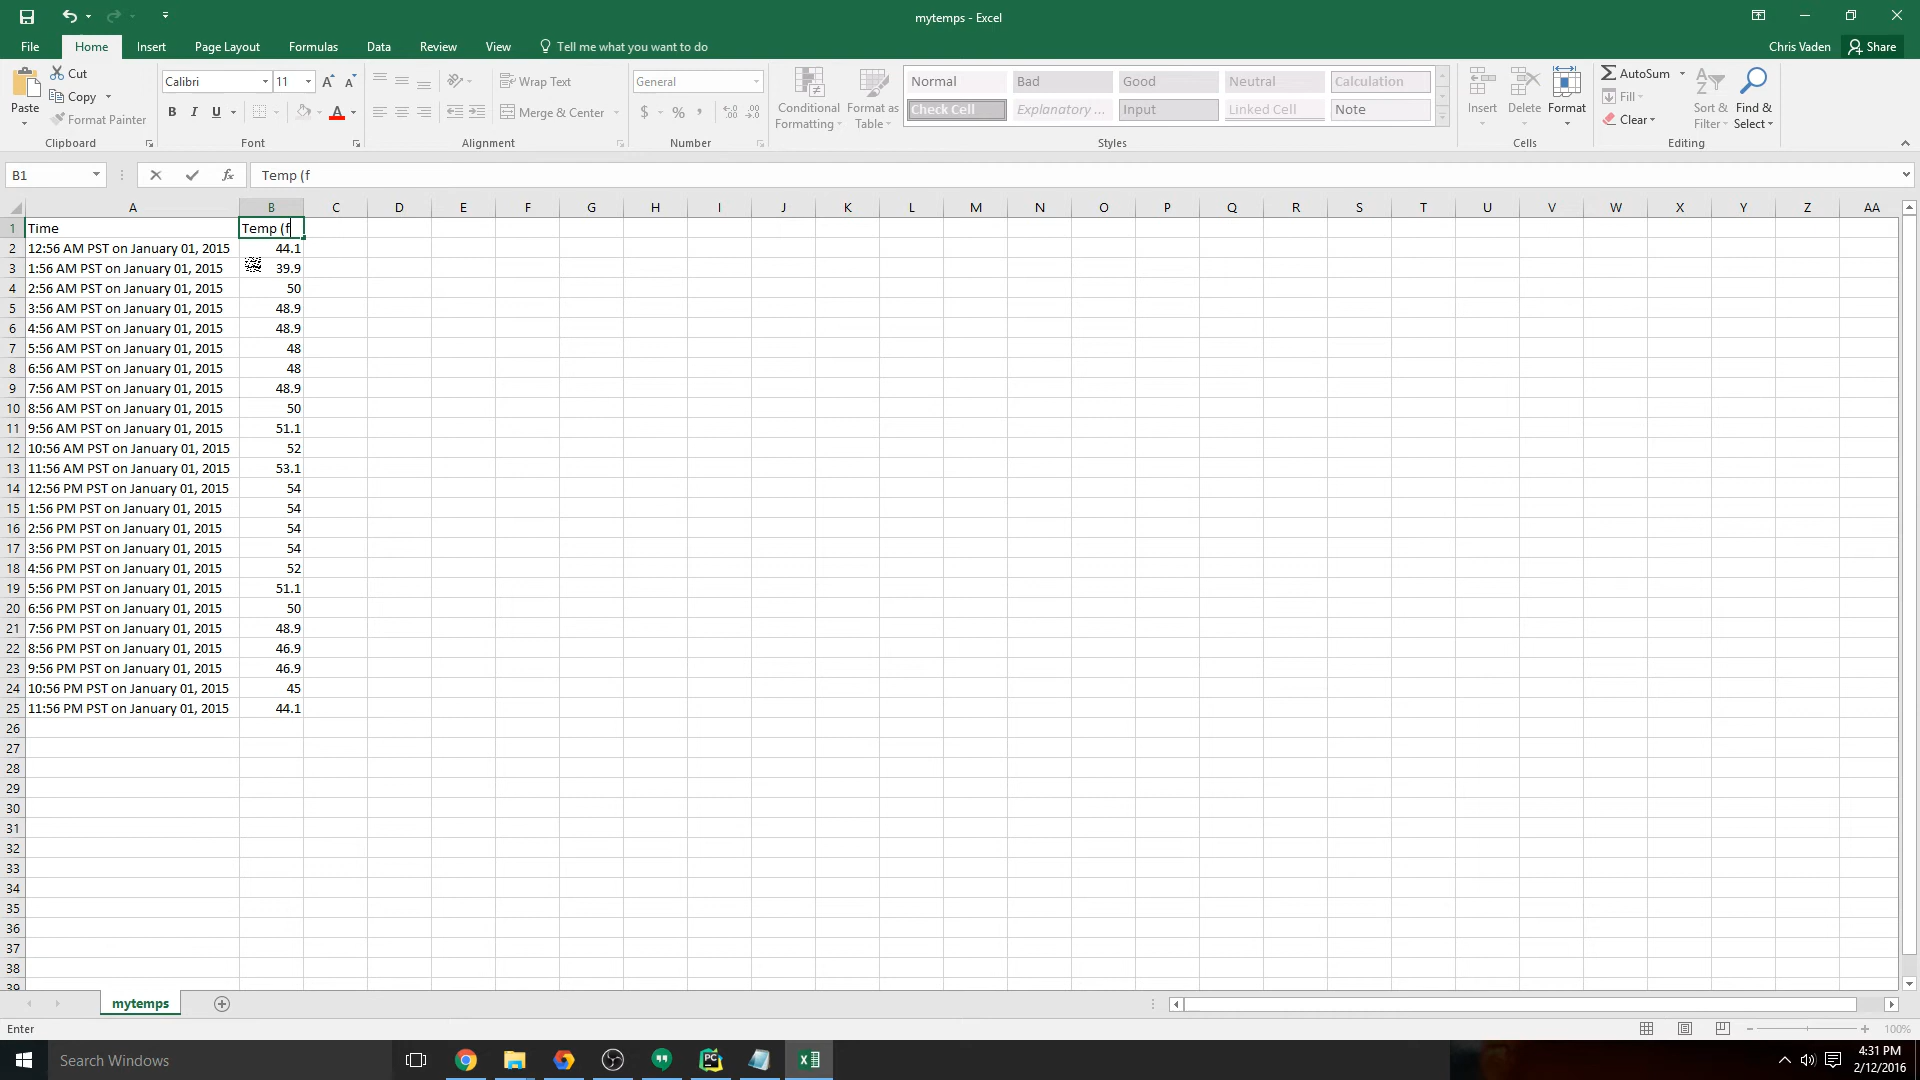 mytemps - Excel
File Home Insert Page Layout Formulas Data Review View Tell me what you want to do Chris Vaden Share
Paste Cut Copy Format Painter Clipboard
Calibri 11 A A B I U A Font
Wrap Text Merge & Center Alignment
General $ % , Number
Conditional Formatting Format as Table
Normal Bad Good Neutral Calculation
Check Cell Explanatory ... Input Linked Cell Note
Styles
Insert Delete Format Cells
AutoSum Fill Clear Sort & Filter Find & Select Editing
B1 fx Temp (f
A B C D E F G H I J K L M N O P Q R S T U V W X Y Z AA
1 Time Temp (f
2 12:56 AM PST on January 01, 2015 44.1
3 1:56 AM PST on January 01, 2015 39.9
4 2:56 AM PST on January 01, 2015 50
5 3:56 AM PST on January 01, 2015 48.9
6 4:56 AM PST on January 01, 2015 48.9
7 5:56 AM PST on January 01, 2015 48
8 6:56 AM PST on January 01, 2015 48
9 7:56 AM PST on January 01, 2015 48.9
10 8:56 AM PST on January 01, 2015 50
11 9:56 AM PST on January 01, 2015 51.1
12 10:56 AM PST on January 01, 2015 52
13 11:56 AM PST on January 01, 2015 53.1
14 12:56 PM PST on January 01, 2015 54
15 1:56 PM PST on January 01, 2015 54
16 2:56 PM PST on January 01, 2015 54
17 3:56 PM PST on January 01, 2015 54
18 4:56 PM PST on January 01, 2015 52
19 5:56 PM PST on January 01, 2015 51.1
20 6:56 PM PST on January 01, 2015 50
21 7:56 PM PST on January 01, 2015 48.9
22 8:56 PM PST on January 01, 2015 46.9
23 9:56 PM PST on January 01, 2015 46.9
24 10:56 PM PST on January 01, 2015 45
25 11:56 PM PST on January 01, 2015 44.1
26
27
28
29
30
31
32
33
34
35
36
37
38
39
mytemps
Enter 100%
Search Windows 4:31 PM
2/12/2016